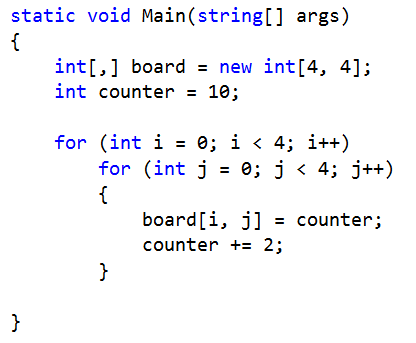 static void Main(string[] args)
{
    int[,] board = new int[4, 4];
    int counter = 10;

    for (int i = 0; i < 4; i++)
        for (int j = 0; j < 4; j++)
        {
            board[i, j] = counter;
            counter += 2;
        }

}